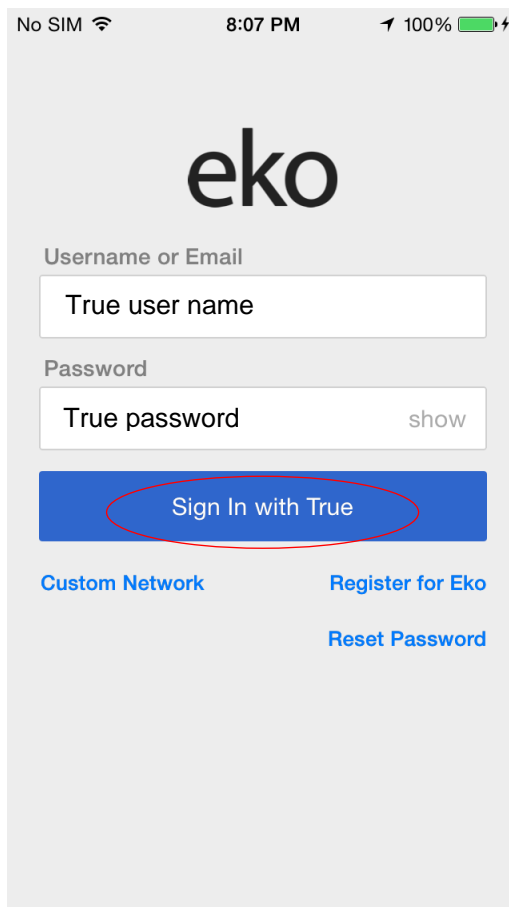 No SIM 8:07 PM 100%
eko
Username or Email
True user name
Password
True password show
Sign In with True
Custom Network Register for Eko
Reset Password